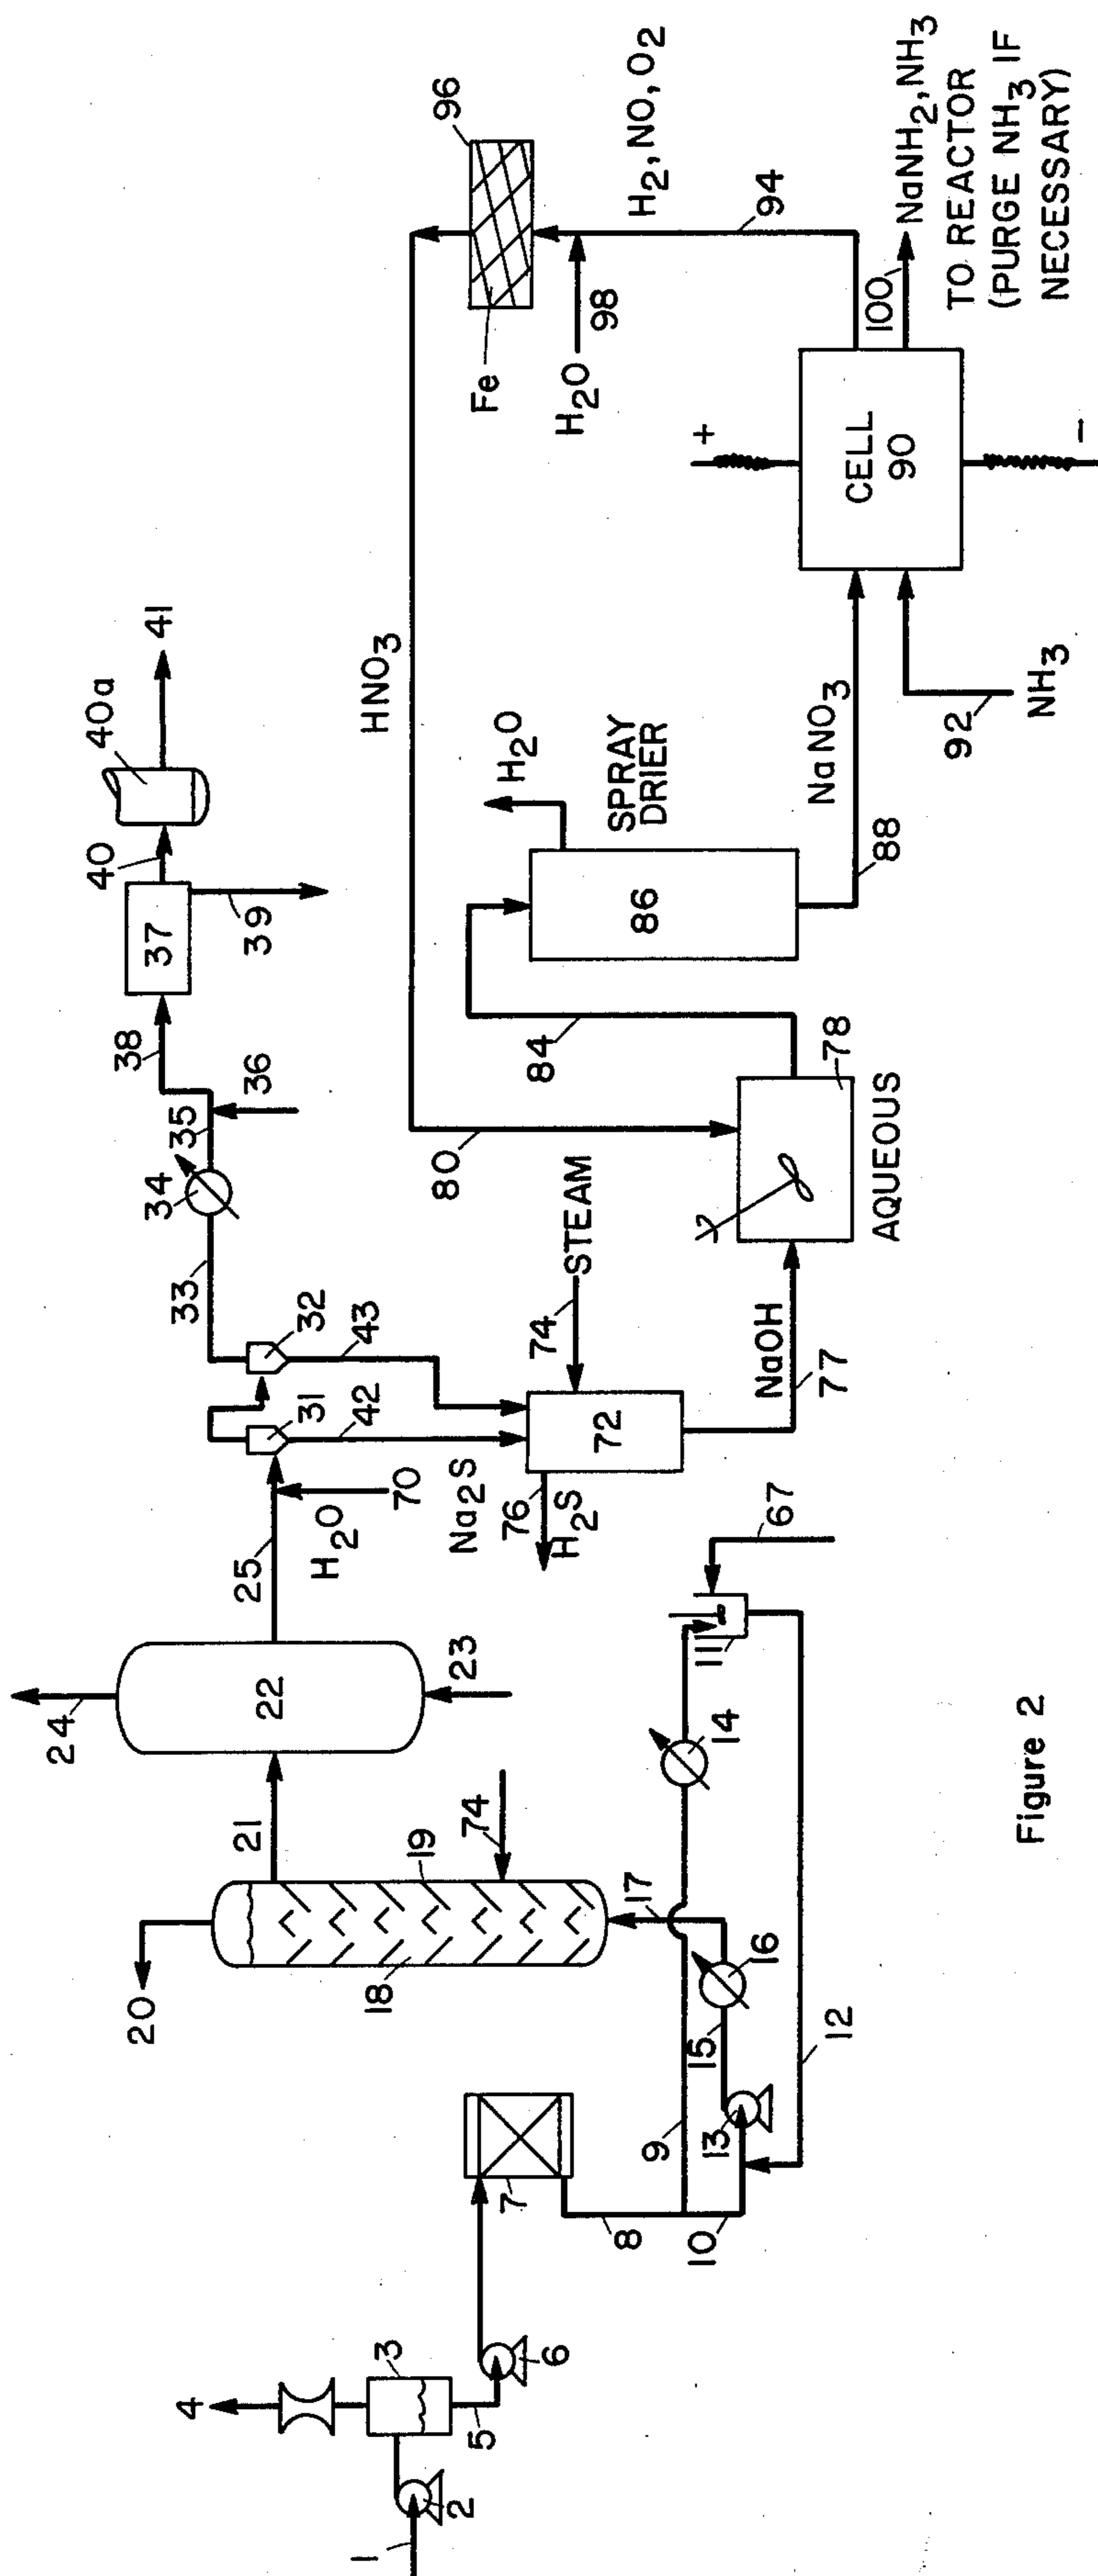 1
2
3
4
5
6
7
8
9
10
11
12
13
14
15
16
17
18
19
20
21
22
23
24
25
H2O
70
31
32
33
34
35
36
37
38
39
40
40a
41
42
43
Na2S
72
74
STEAM
76
H2S
74
67
NaOH
77
78
AQUEOUS
80
HNO3
84
86
SPRAY
DRIER
H2O
NaNO3
88
CELL
90
+
-
92
NH3
94
H2, NO, O2
96
Fe
H2O
98
100
NaNH2, NH3
TO REACTOR
(PURGE NH3 IF
NECESSARY)
Figure 2